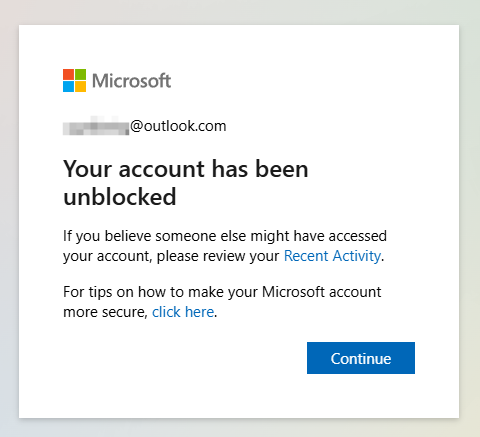 Microsoft
@outlook.com
Your account has been
unblocked
If you believe someone else might have accessed
your account, please review your Recent Activity.
For tips on how to make your Microsoft account
more secure, click here.
Continue